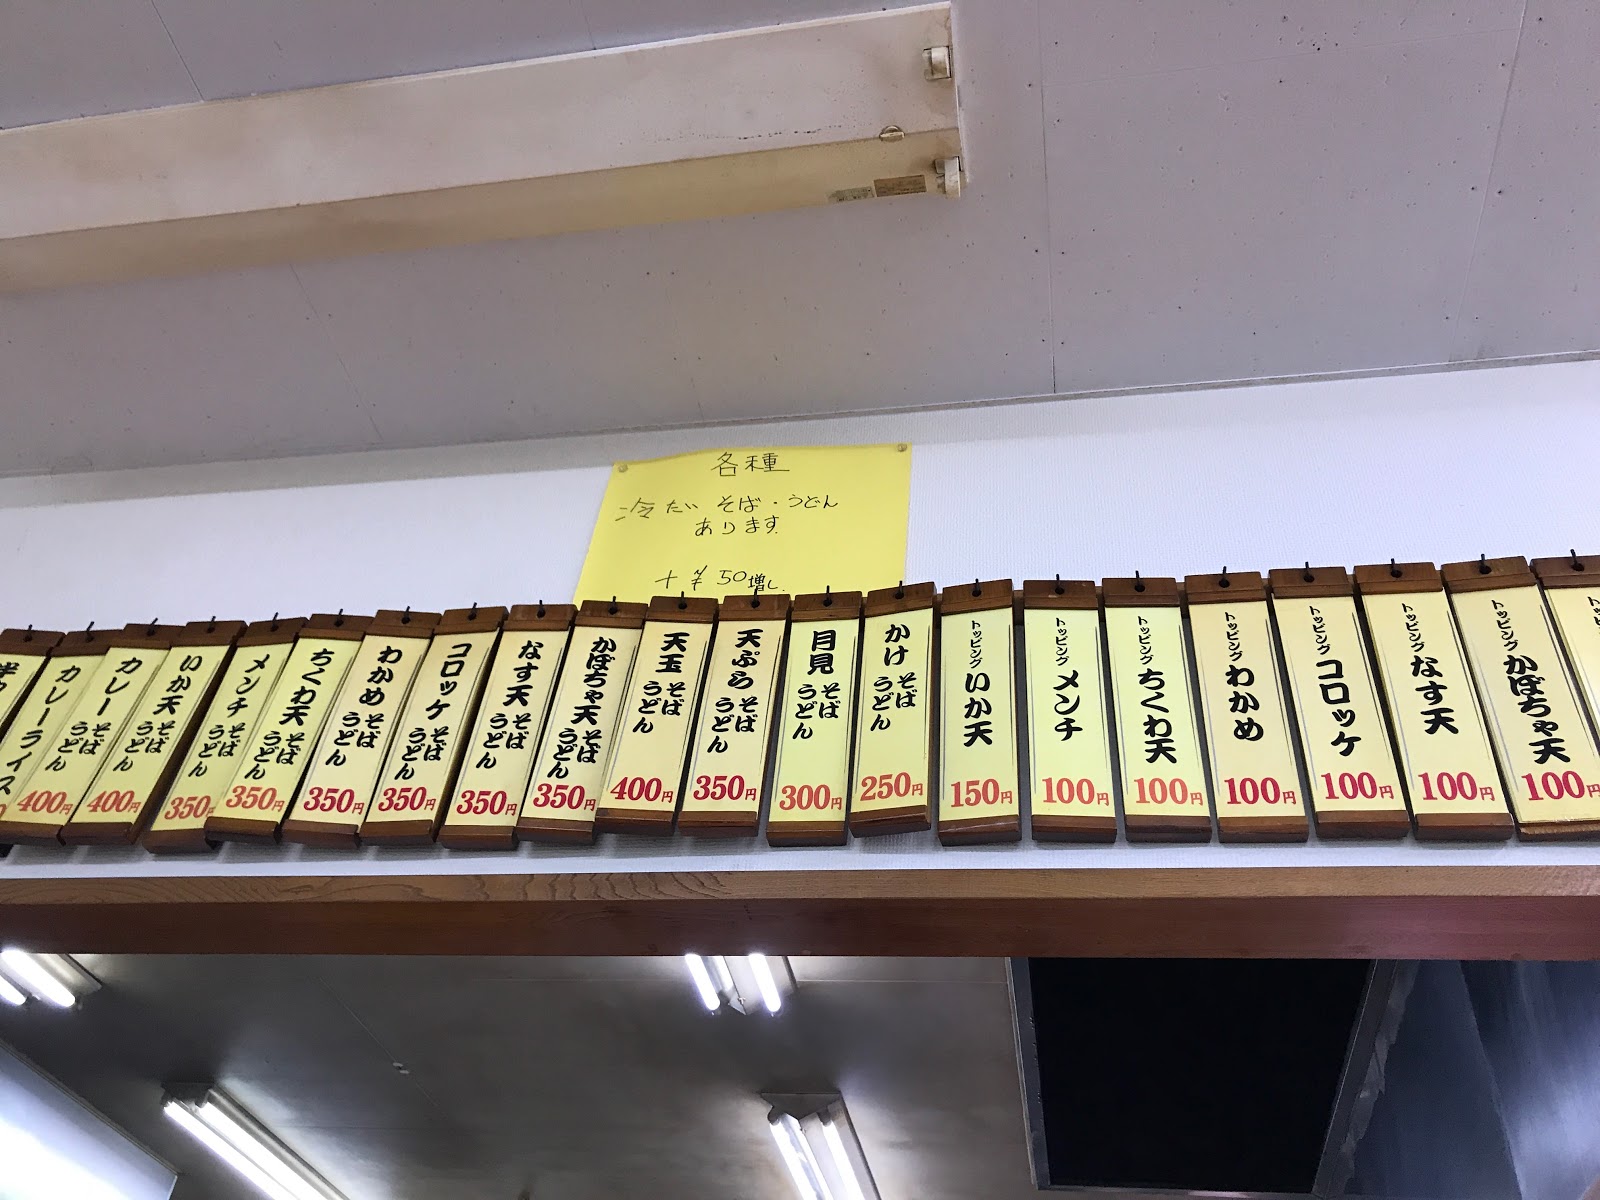 各種
冷たい そば・うどん
あります
+ ¥50増し
カレーライス
400円
カレー そば うどん
400円
いか天 そば うどん
350円
メンチ そば うどん
350円
ちくわ天 そば うどん
350円
わかめ そば うどん
350円
コロッケ そば うどん
350円
なす天 そば うどん
350円
かぼちゃ天 そば うどん
350円
天玉 そば うどん
400円
天ぷら そば うどん
350円
月見 そば うどん
300円
かけ そば うどん
250円
トッピング いか天
150円
トッピング メンチ
100円
トッピング ちくわ天
100円
トッピング わかめ
100円
トッピング コロッケ
100円
トッピング なす天
100円
トッピング かぼちゃ天
100円